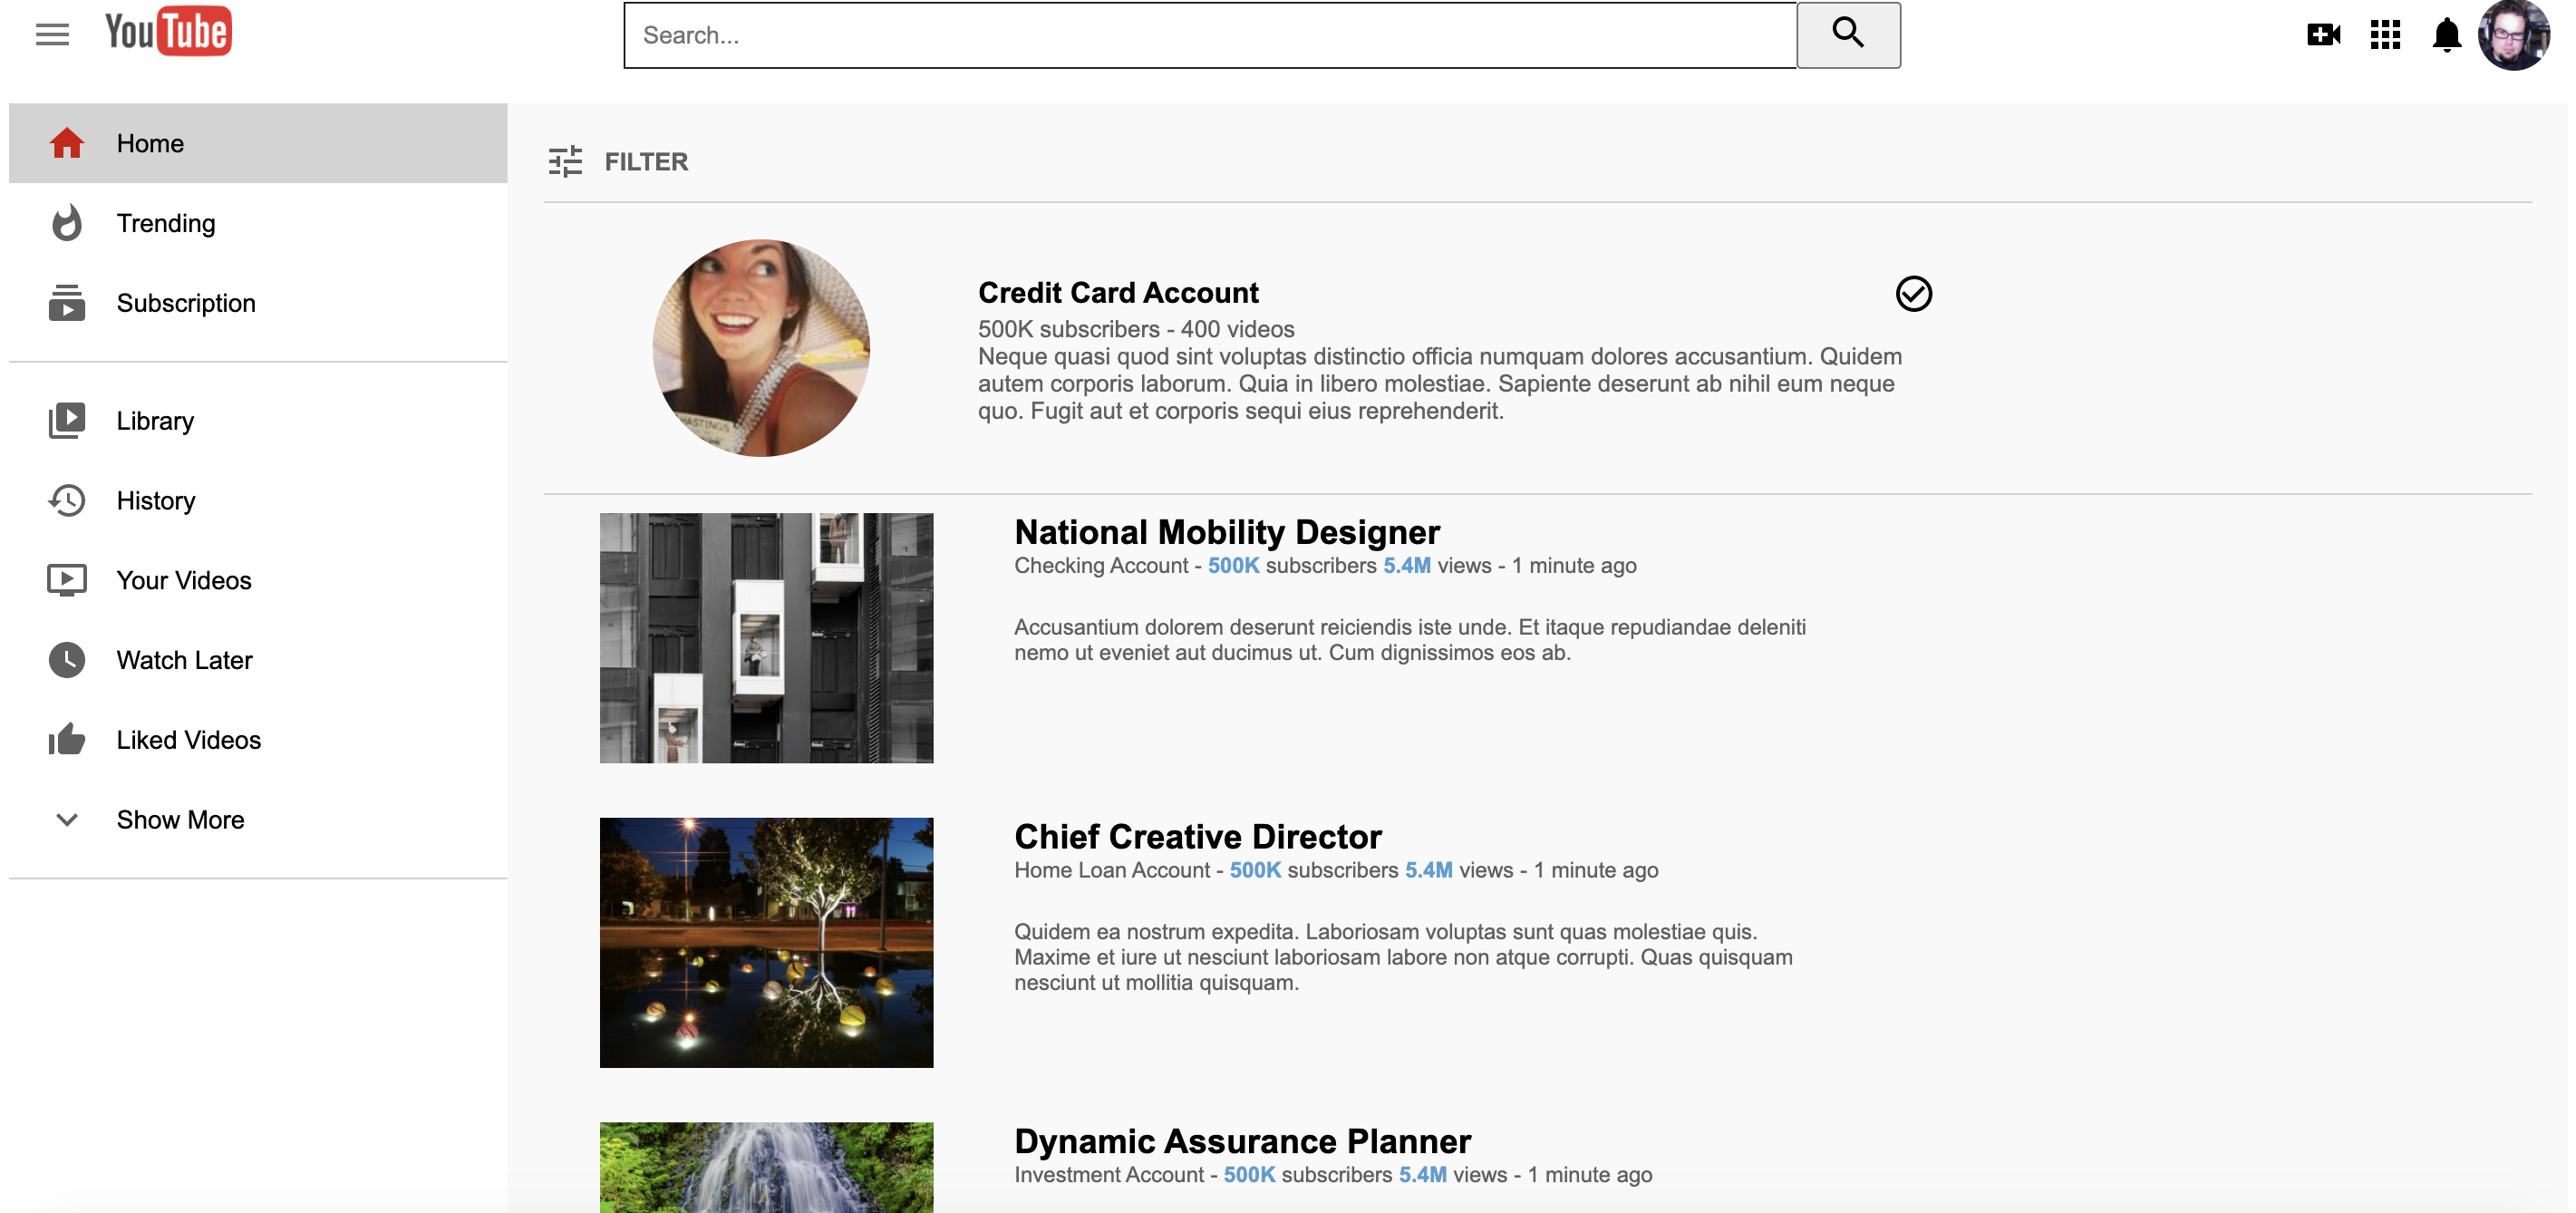 YouTube
Search...
Home
Trending
Subscription
Library
History
Your Videos
Watch Later
Liked Videos
Show More
FILTER
Credit Card Account
500K subscribers - 400 videos
Neque quasi quod sint voluptas distinctio officia numquam dolores accusantium. Quidem
autem corporis laborum. Quia in libero molestiae. Sapiente deserunt ab nihil eum neque
quo. Fugit aut et corporis sequi eius reprehenderit.
National Mobility Designer
Checking Account - 500K subscribers 5.4M views - 1 minute ago
Accusantium dolorem deserunt reiciendis iste unde. Et itaque repudiandae deleniti
nemo ut eveniet aut ducimus ut. Cum dignissimos eos ab.
Chief Creative Director
Home Loan Account - 500K subscribers 5.4M views - 1 minute ago
Quidem ea nostrum expedita. Laboriosam voluptas sunt quas molestiae quis.
Maxime et iure ut nesciunt laboriosam labore non atque corrupti. Quas quisquam
nesciunt ut mollitia quisquam.
Dynamic Assurance Planner
Investment Account - 500K subscribers 5.4M views - 1 minute ago